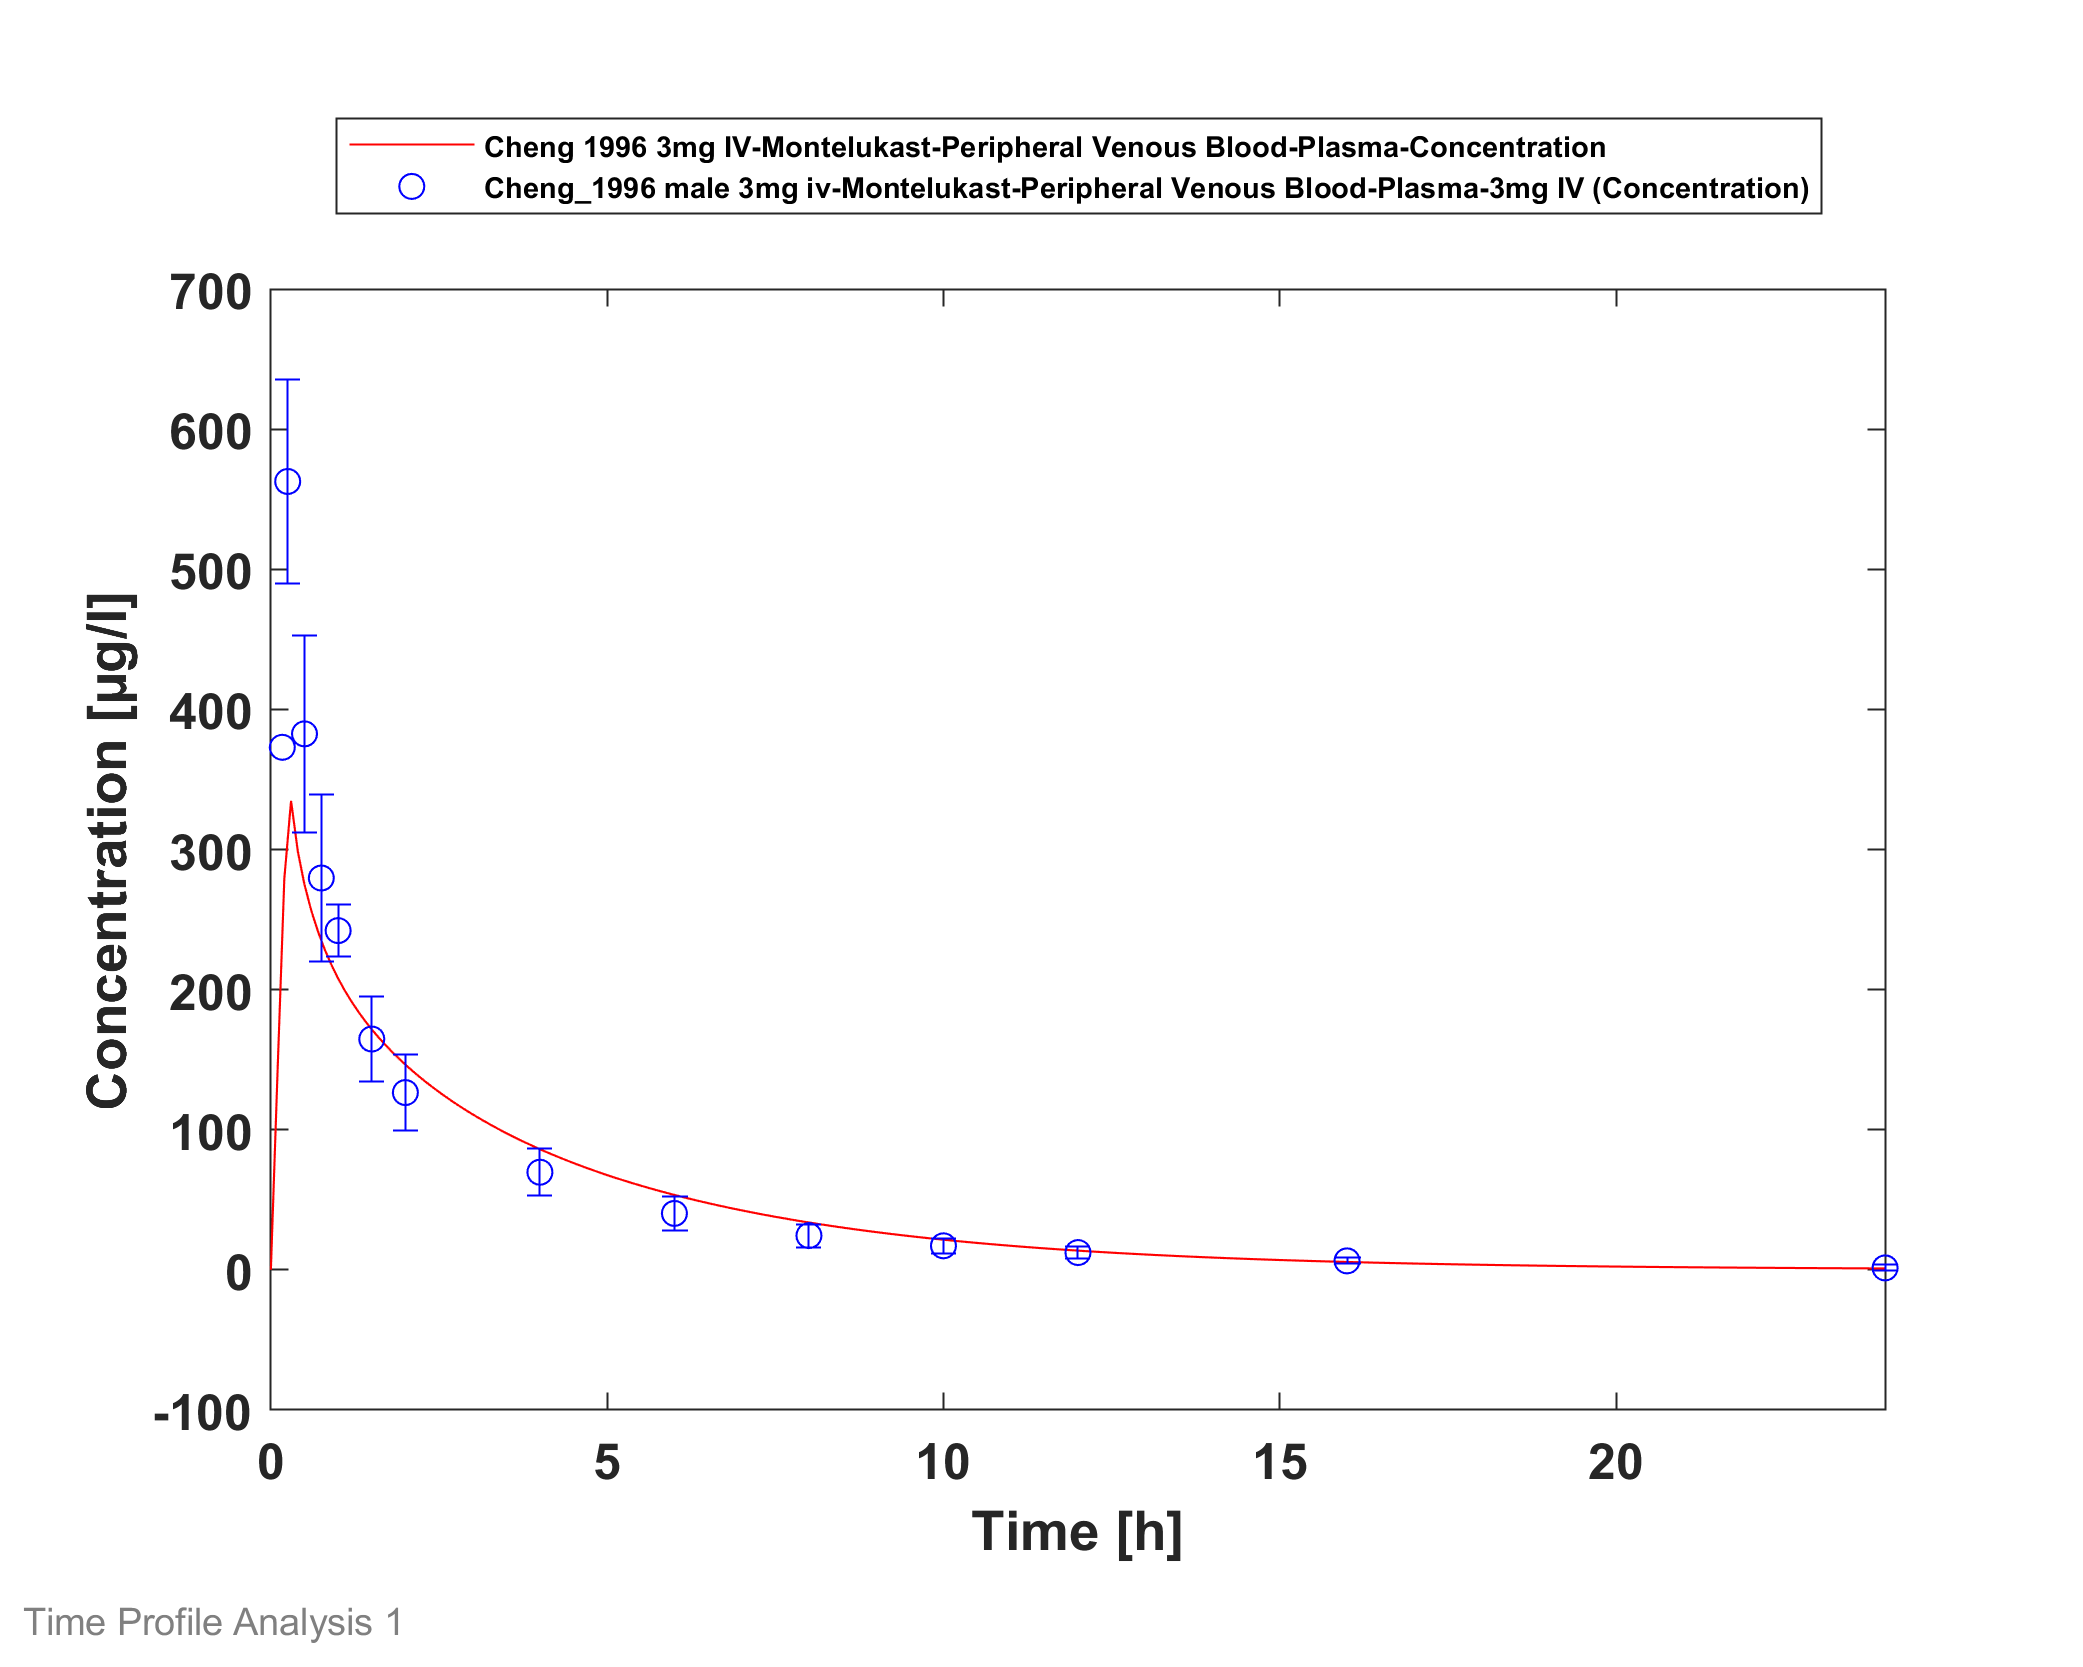 Cheng 1996 3mg IV-Montelukast-Peripheral Venous Blood-Plasma-Concentration
Cheng_1996 male 3mg iv-Montelukast-Peripheral Venous Blood-Plasma-3mg IV (Concentration)
700
600
500
400
300
200
100
0
-100
Concentration [µg/l]
0 5 10 15 20
Time [h]
Time Profile Analysis 1